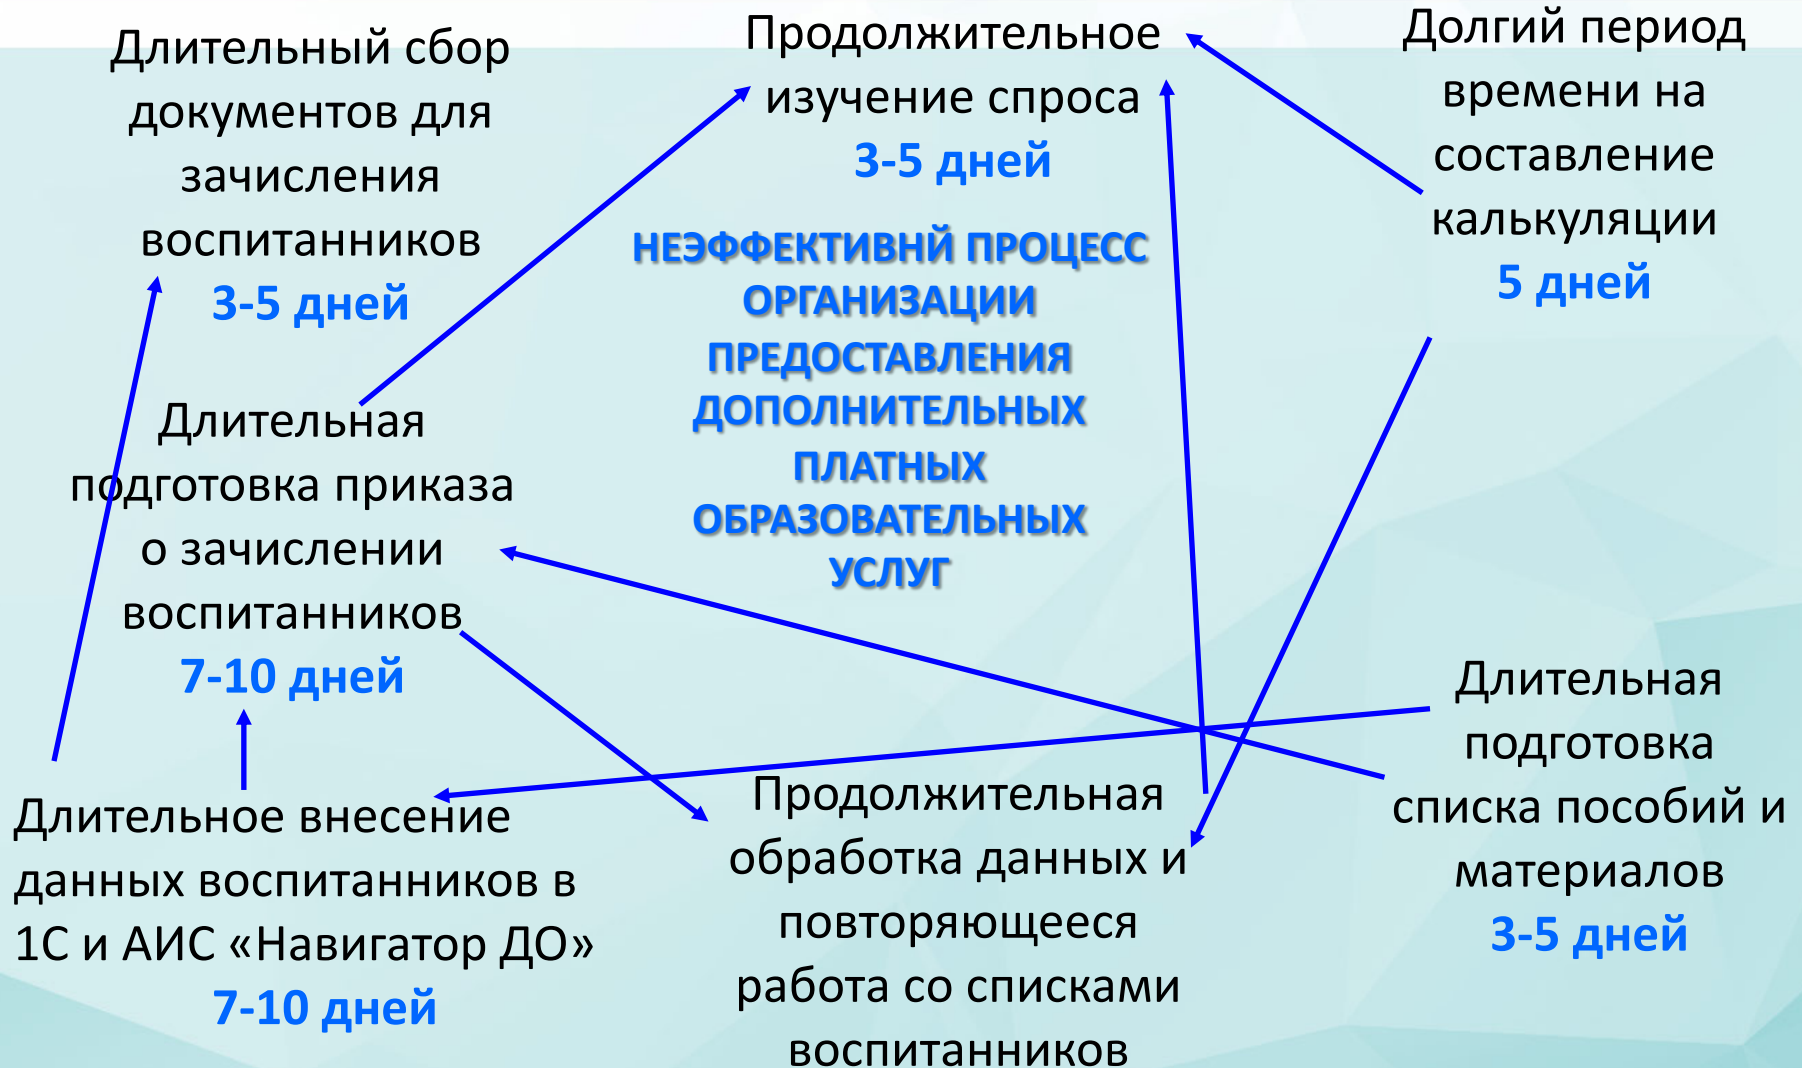 Длительный сбор
документов для
зачисления
воспитанников
3-5 дней
Продолжительное
изучение спроса
3-5 дней
Долгий период
времени на
составление
калькуляции
5 дней
НЕЭФФЕКТИВНЙ ПРОЦЕСС
ОРГАНИЗАЦИИ
ПРЕДОСТАВЛЕНИЯ
ДОПОЛНИТЕЛЬНЫХ
ПЛАТНЫХ
ОБРАЗОВАТЕЛЬНЫХ
УСЛУГ
Длительная
подготовка приказа
о зачислении
воспитанников
7-10 дней
Длительное внесение
данных воспитанников в
1С и АИС «Навигатор ДО»
7-10 дней
Продолжительная
обработка данных и
повторяющееся
работа со списками
воспитанников
Длительная
подготовка
списка пособий и
материалов
3-5 дней